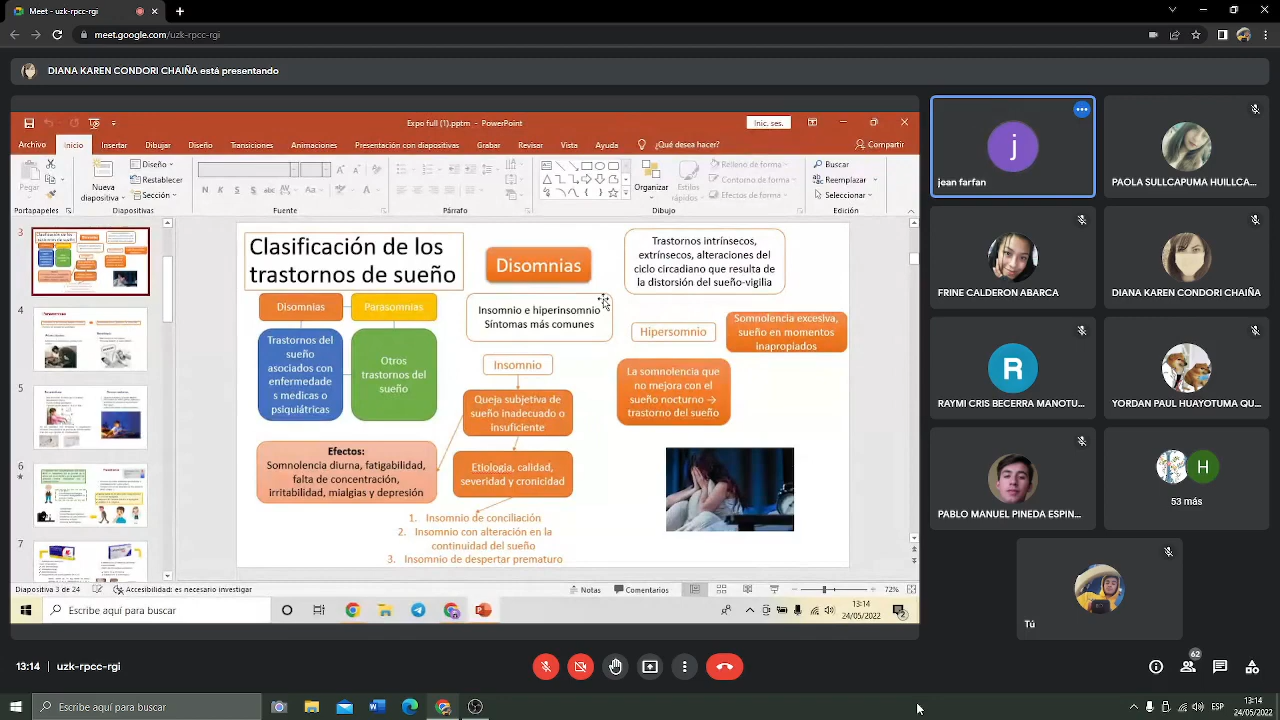 Meet - uzk-rpcc-rgi
meet.google.com/uzk-rpcc-rgi
DIANA KAREN CONDORI CHAIÑA está presentando
Expo full (1).pptm - PowerPoint
Inic. ses.
Archivo Inicio Insertar Dibujar Diseño Transiciones Animaciones Presentación con diapositivas Grabar Revisar Vista Ayuda ¿Qué desea hacer? Compartir
Pegar
Nueva diapositiva
Diseño
Restablecer
Sección
N K S abc
Organizar
Estilos rápidos
Relleno de forma
Contorno de forma
Efectos de forma
Buscar
Reemplazar
Seleccionar
Portapapeles Diapositivas Fuente Párrafo Dibujo Edición
3
6
7
Clasificación de los
trastornos de sueño
Disomnias
Parasomnias
Trastornos del
sueño
asociados con
enfermedade
s medicas o
psiquiátricas
Otros
trastornos del
sueño
Efectos:
Somnolencia diurna, fatigabilidad,
falta de concentración,
irritabilidad, mialgias y depresión
Disomnias
Insomnio e hiperinsomnio
Síntomas más comunes
Insomnio
Queja subjetiva de
sueño inadecuado o
insuficiente
Etiología, calidad,
severidad y cronicidad
1. Insomnio de conciliación
2. Insomnio con alteración en la
continuidad del sueño
3. Insomnio de despertar prematuro
Trastornos intrínsecos,
extrínsecos, alteraciones del
ciclo circadiano que resulta de
la distorsión del sueño-vigilia
Hipersomnio
Somnolencia excesiva,
sueño en momentos
inapropiados
La somnolencia que
no mejora con el
sueño nocturno →
trastorno del sueño
Diapositiva 3 de 24 Accesibilidad: es necesario investigar
Notas Comentarios 72%
Escribe aquí para buscar
13:14
24/05/2022
j
jean farfan
PAOLA SULLCAHUAMAN HUILLCA...
FRINE CALDERON ABARCA
DIANA KAREN CONDORI CHAIÑ...
R
RAYMI CRIS BECERRA MANOTU...
YORDAN PAUL
PABLO MANUEL PINEDA ESPIN...
n
53 más
Tú
13:14 | uzk-rpcc-rgi
62
Escribe aquí para buscar
ESP
13:14
24/05/2022